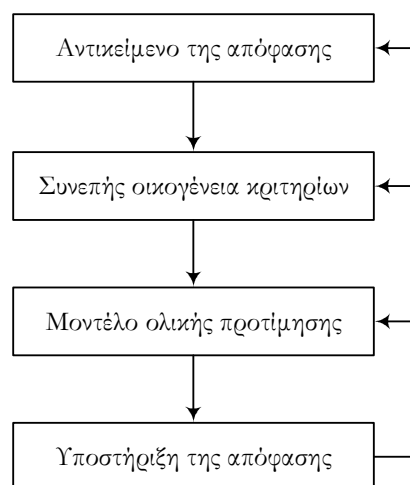 Αντικείμενο της απόφασης
Συνεπής οικογένεια κριτηρίων
Μοντέλο ολικής προτίμησης
Υποστήριξη της απόφασης